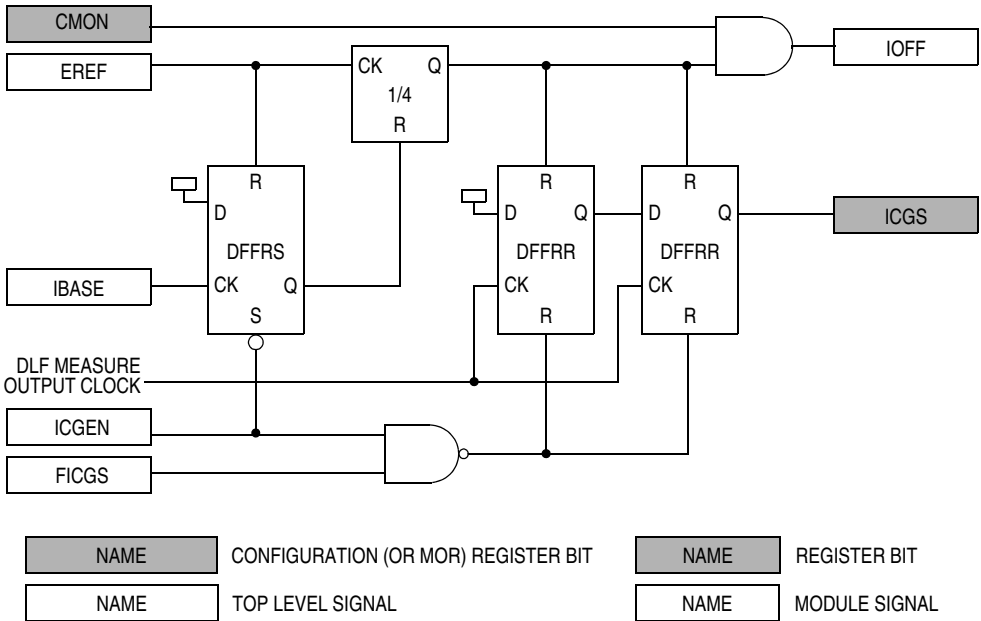 CMON
IOFF
EREF
CK Q
1/4
R
R
D
DFFRS
CK Q
S
R
D Q
DFFRR
CK
R
R
D Q
DFFRR
CK
R
ICGS
IBASE
DLF MEASURE
OUTPUT CLOCK
ICGEN
FICGS
NAME CONFIGURATION (OR MOR) REGISTER BIT
NAME REGISTER BIT
NAME TOP LEVEL SIGNAL
NAME MODULE SIGNAL